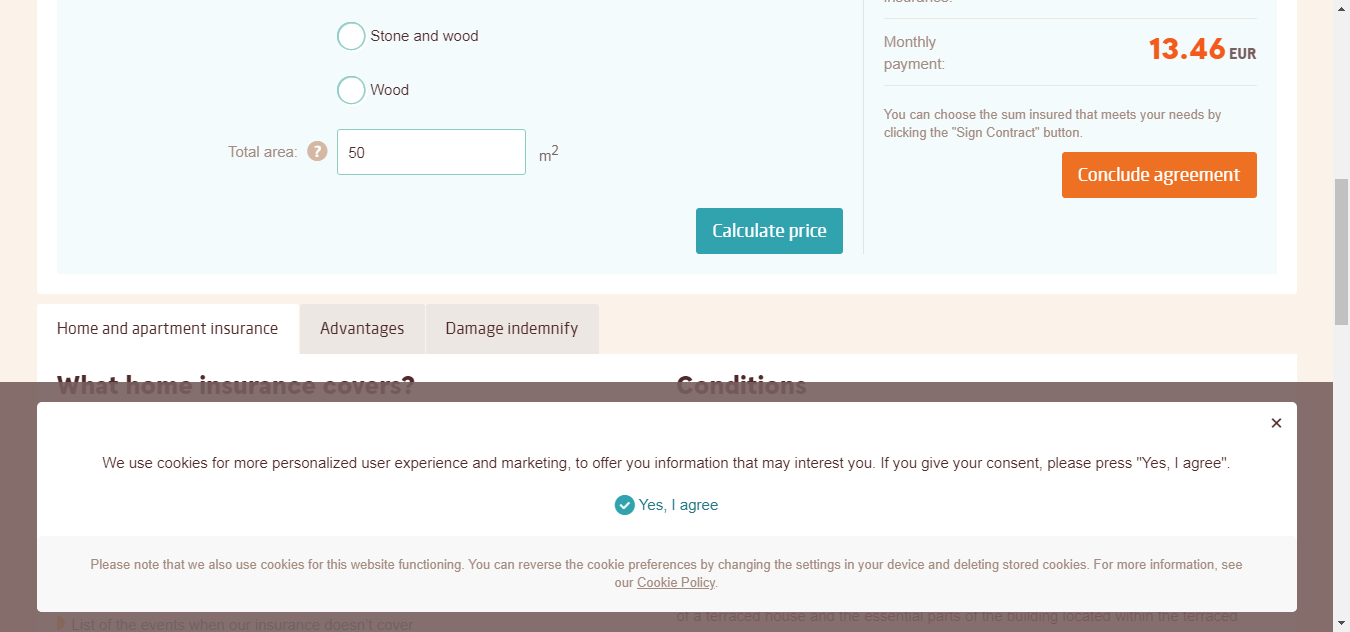 Stone and wood
Wood
Total area: ? 50 m2
Calculate price
insurance:
Monthly
payment:
13.46 EUR
You can choose the sum insured that meets your needs by
clicking the "Sign Contract" button.
Conclude agreement
Home and apartment insurance
Advantages
Damage indemnify
What home insurance covers?
Conditions
×
We use cookies for more personalized user experience and marketing, to offer you information that may interest you. If you give your consent, please press "Yes, I agree".
Yes, I agree
Please note that we also use cookies for this website functioning. You can reverse the cookie preferences by changing the settings in your device and deleting stored cookies. For more information, see
our Cookie Policy.
of a terraced house and the essential parts of the building located within the terraced
List of the events when our insurance doesn't cover